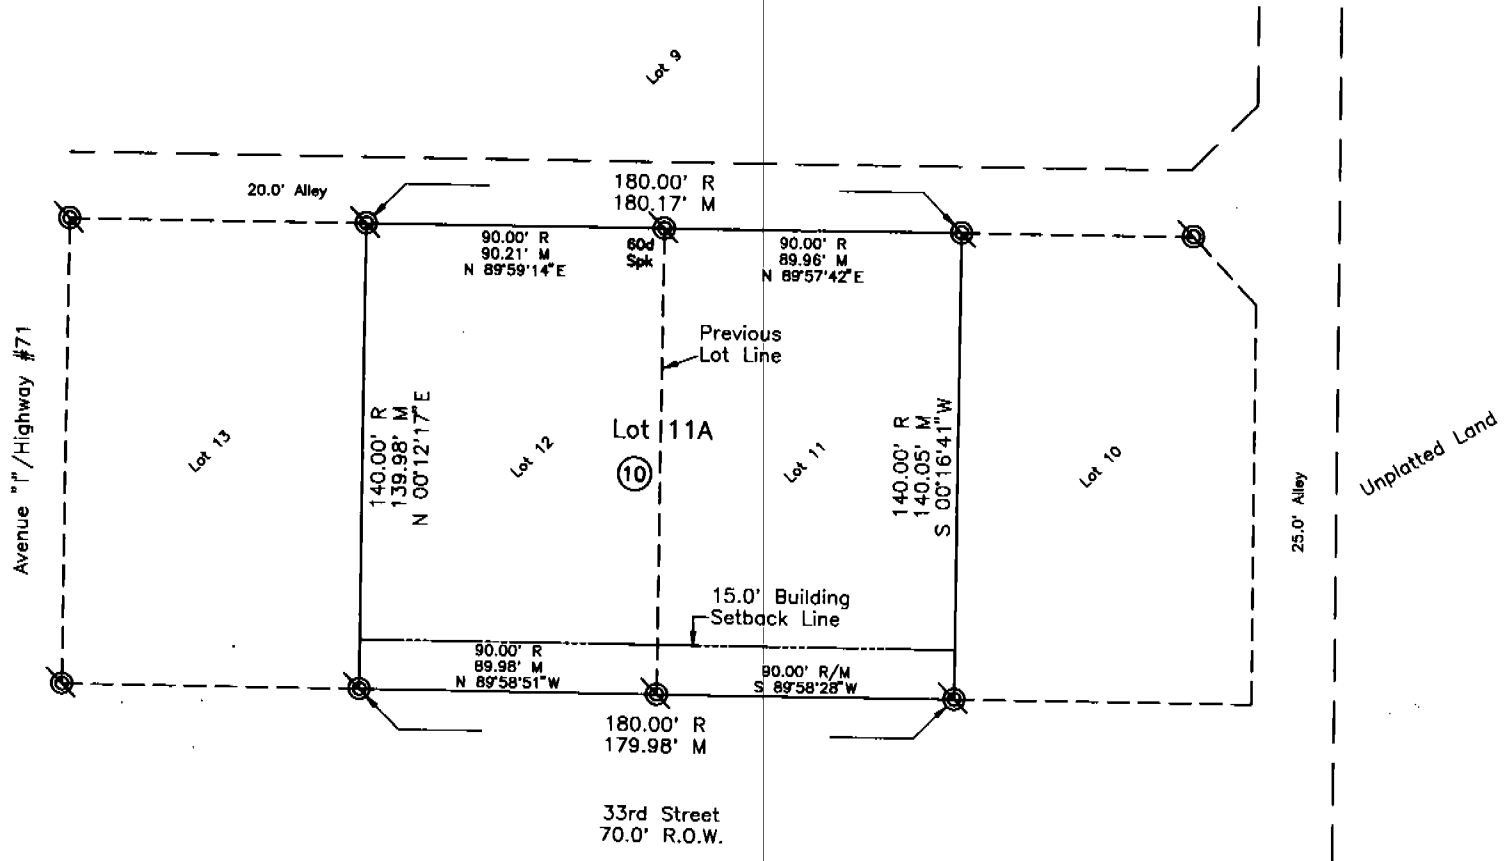 Lot 9
20.0' Alley
180.00' R
180.17' M
90.00' R
90.21' M
N 89°59'14"E
60d
Spk
90.00' R
89.96' M
N 89°57'42"E
Previous
Lot Line
Avenue "I"/Highway #71
Lot 13
140.00' R
139.98' M
N 00°12'17"E
Lot 12
Lot 11A
10
Lot 11
140.00' R
140.05' M
S 00°16'41"W
Lot 10
25.0' Alley
Unplatted Land
15.0' Building
Setback Line
90.00' R
89.98' M
N 89°58'51"W
90.00' R/M
S 89°58'28"W
180.00' R
179.98' M
33rd Street
70.0' R.O.W.